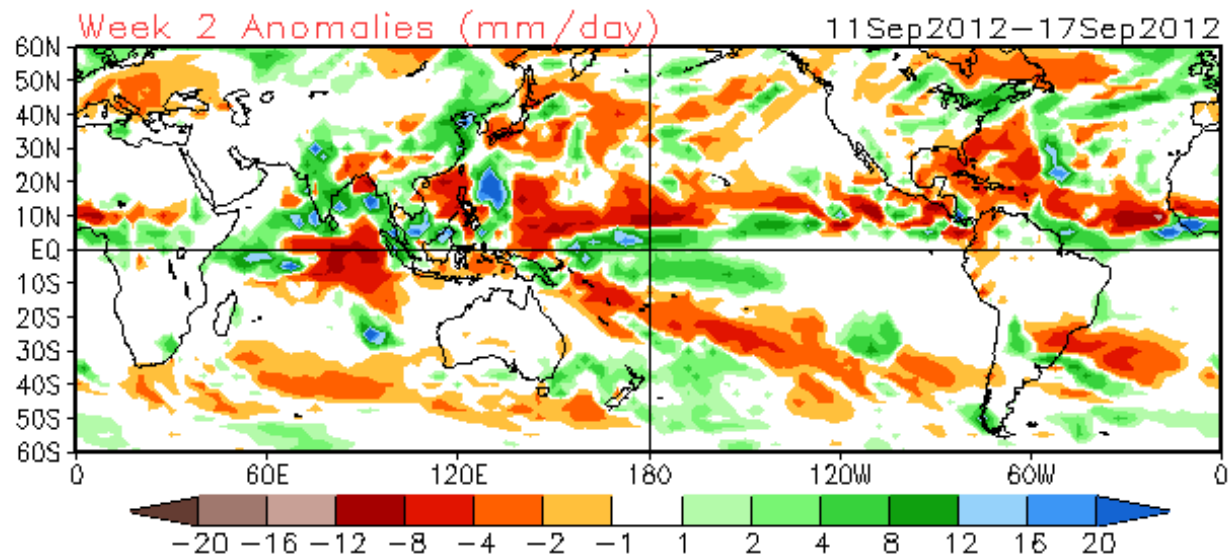 Week 2 Anomalies (mm/day) 11Sep2012-17Sep2012
60N
50N
40N
30N
20N
10N
EQ
10S
20S
30S
40S
50S
60S
0 60E 120E 180 120W 60W 0
-20 -16 -12 -8 -4 -2 -1 1 2 4 8 12 16 20